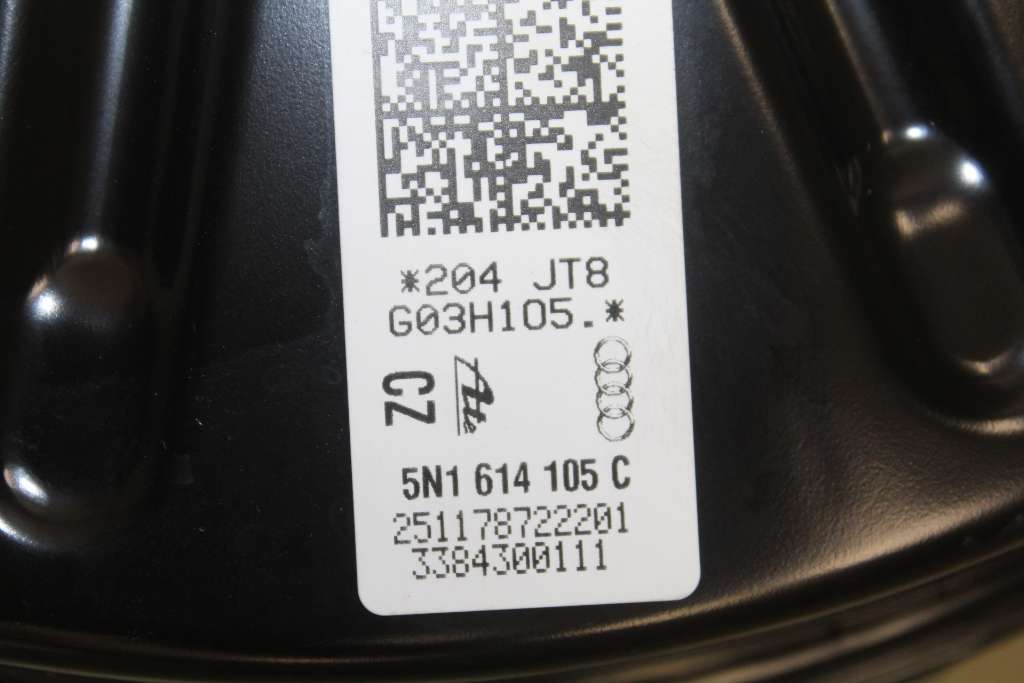 *204 JT8
G03H105.*
CZ
Ate
5N1 614 105 C
251178722201
3384300111